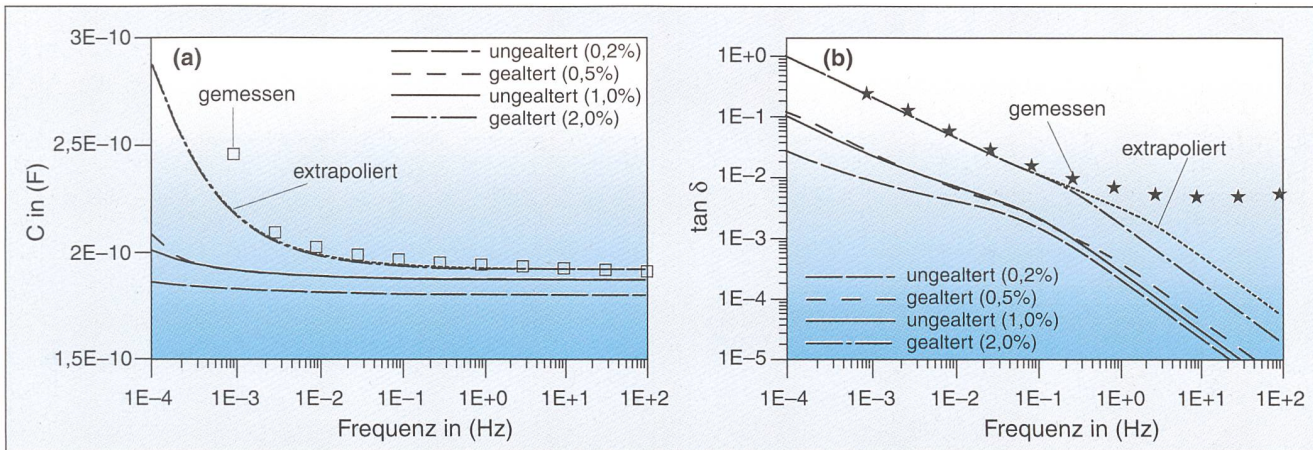 (a)
3E–10
2,5E–10
2E–10
1,5E–10
C in (F)
ungealtert (0,2%)
gealtert (0,5%)
ungealtert (1,0%)
gealtert (2,0%)
gemessen
extrapoliert
1E–4
1E–3
1E–2
1E–1
1E+0
1E+1
1E+2
Frequenz in (Hz)
(b)
1E+0
1E–1
1E–2
1E–3
1E–4
1E–5
tan δ
gemessen
extrapoliert
ungealtert (0,2%)
gealtert (0,5%)
ungealtert (1,0%)
gealtert (2,0%)
1E–4
1E–3
1E–2
1E–1
1E+0
1E+1
1E+2
Frequenz in (Hz)